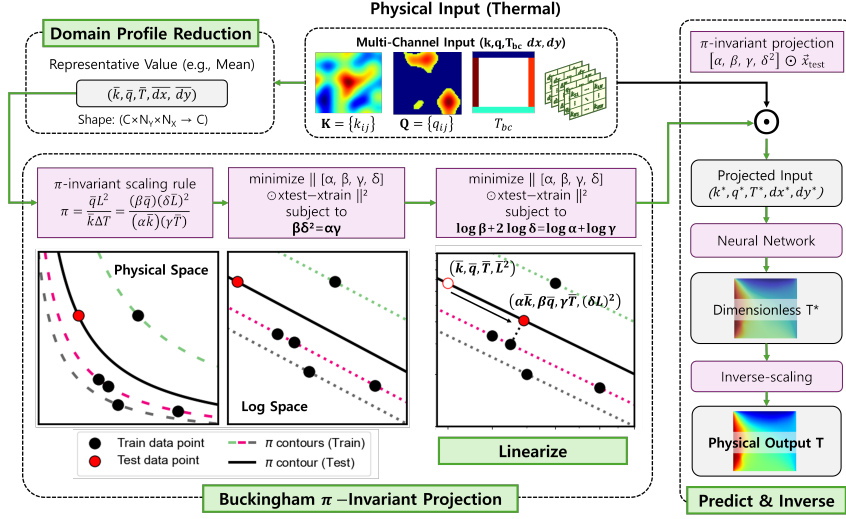 Physical Input (Thermal)
Domain Profile Reduction
Representative Value (e.g., Mean)
(k̅, q̅, T̅, dx, d̅y̅)
Shape: (C×N_Y×N_X → C)
Multi-Channel Input (k,q,T_bc dx,dy)
K = {k_ij}
Q = {q_ij}
T_bc
π-invariant projection
[α, β, γ, δ²] ⊙ x⃗_test
π-invariant scaling rule
π = q̅L²/k̅ΔT = (βq̅)(δL̅)²/(αk̅)(γT̅)
minimize ‖ [α, β, γ, δ]
⊙xtest−xtrain ‖²
subject to
βδ²=αγ
minimize ‖ [α, β, γ, δ]
⊙xtest−xtrain ‖²
subject to
log β+2 log δ=log α+log γ
Projected Input
(k*, q*, T*, dx*, dy*)
Neural Network
Dimensionless T*
Inverse-scaling
Physical Output T
Predict & Inverse
Physical Space
Log Space
(k̅, q̅, T̅, L̅²)
(αk̅, βq̅, γT̅, (δL)²)
Linearize
Train data point
Test data point
π contours (Train)
π contour (Test)
Buckingham π −Invariant Projection